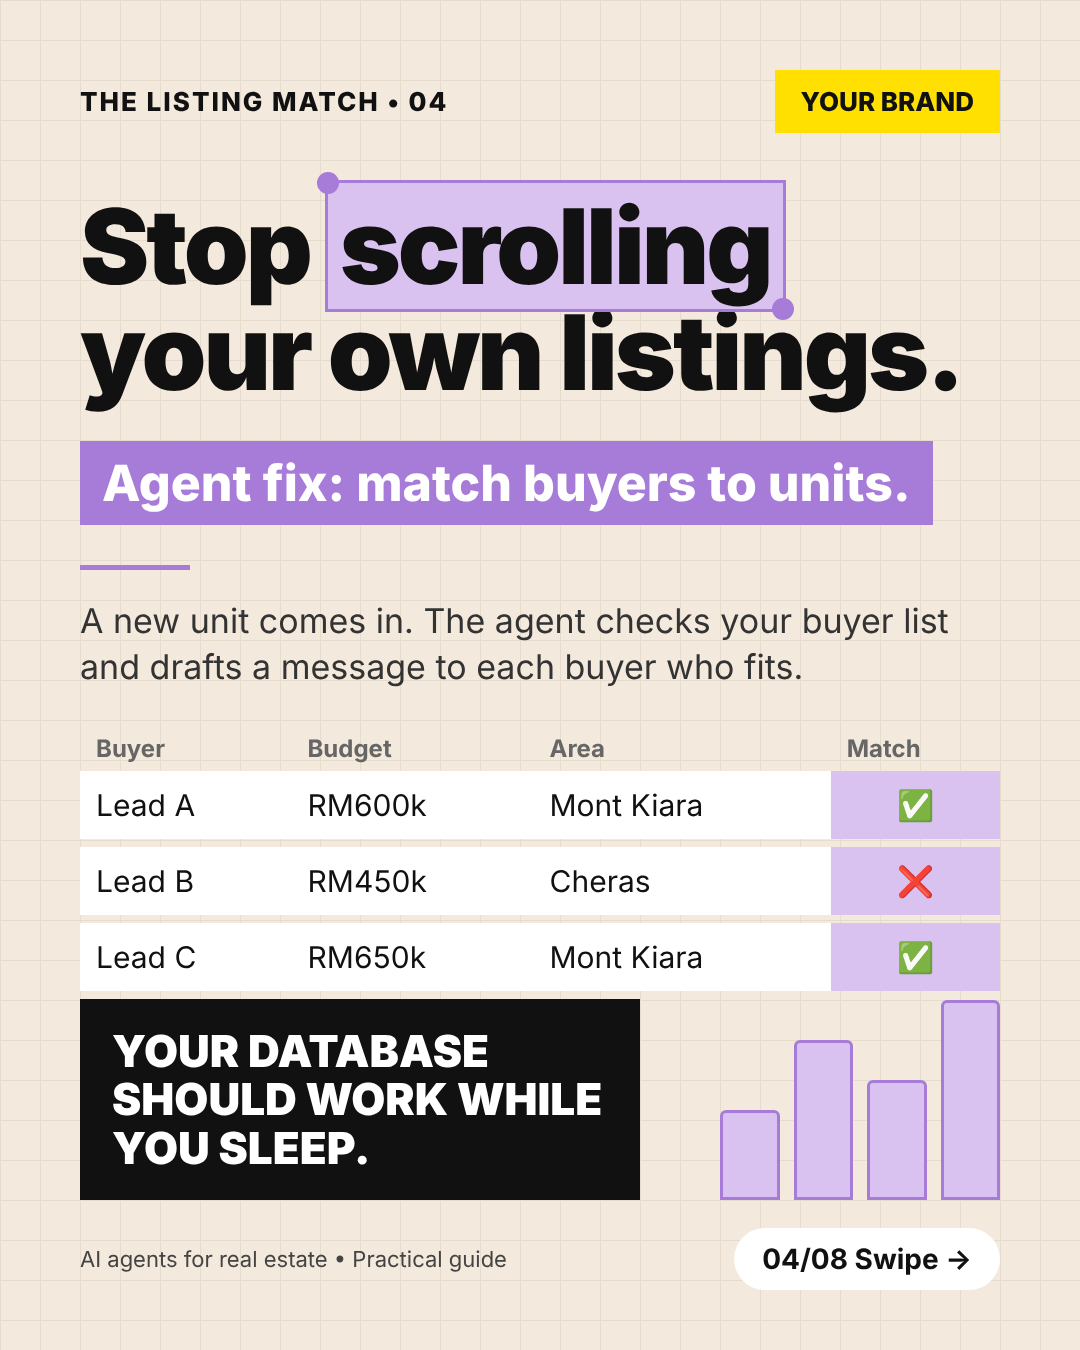 THE LISTING MATCH • 04
YOUR BRAND
Stop scrolling
your own listings.
Agent fix: match buyers to units.
A new unit comes in. The agent checks your buyer list
and drafts a message to each buyer who fits.
Buyer Budget Area Match
Lead A RM600k Mont Kiara ✅
Lead B RM450k Cheras ❌
Lead C RM650k Mont Kiara ✅
YOUR DATABASE
SHOULD WORK WHILE
YOU SLEEP.
AI agents for real estate • Practical guide
04/08 Swipe →